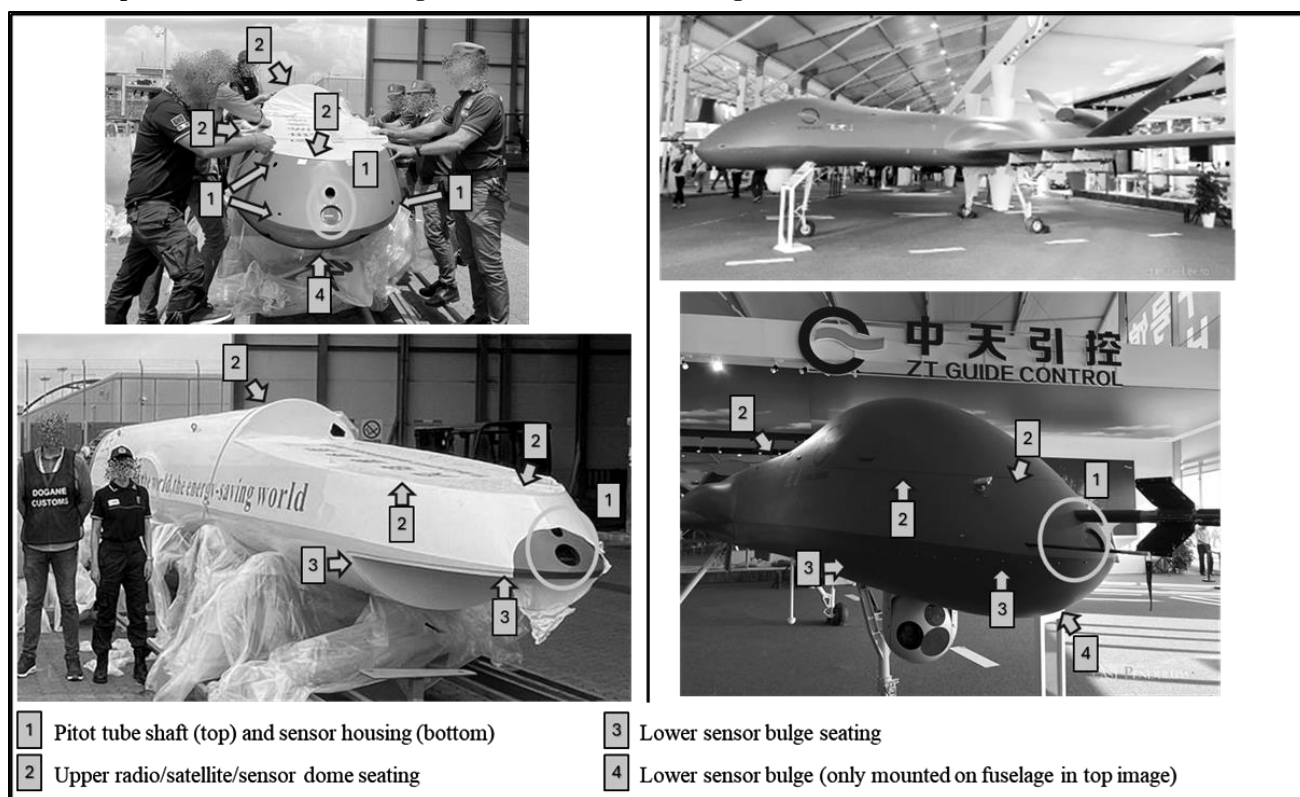 2
2
2
1
1
1
4
2
2
1
DOGANE
CUSTOMS
world, the energy-saving world
2
3
3
中天引控
ZT GUIDE CONTROL
2
2
1
2
3
3
4
1 Pitot tube shaft (top) and sensor housing (bottom)
2 Upper radio/satellite/sensor dome seating
3 Lower sensor bulge seating
4 Lower sensor bulge (only mounted on fuselage in top image)